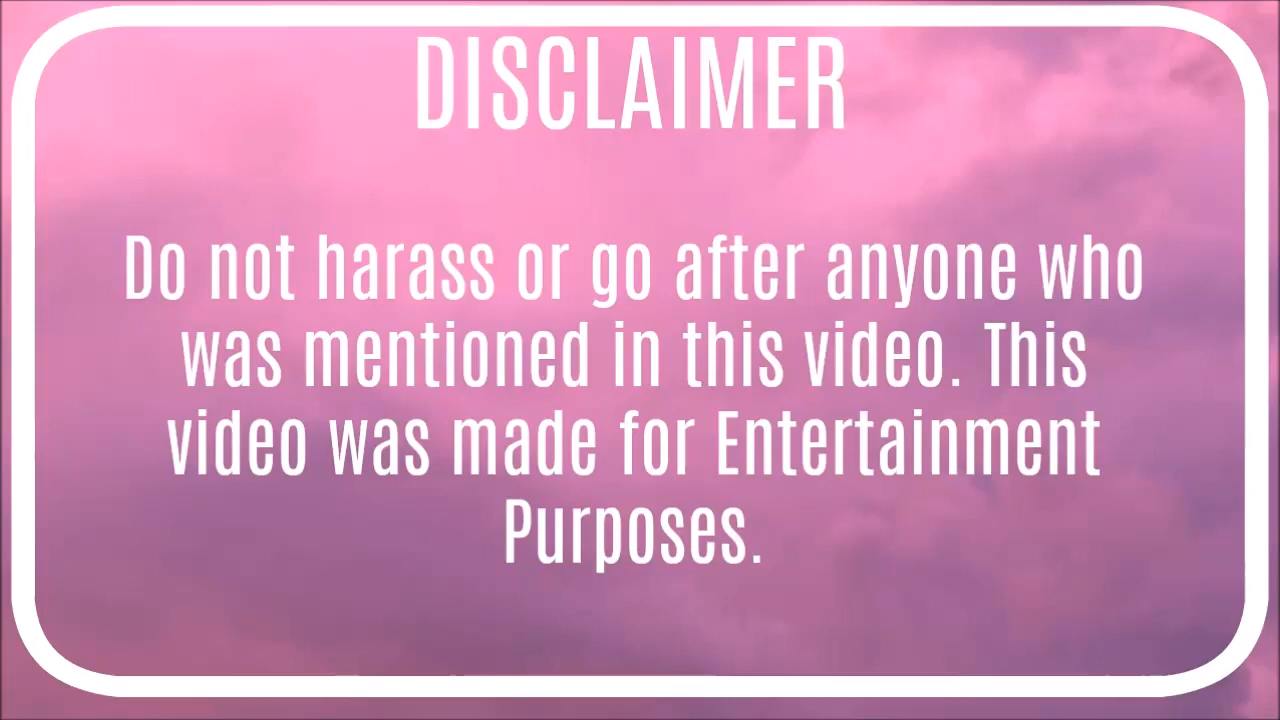 DISCLAIMER
Do not harass or go after anyone who
was mentioned in this video. This
video was made for Entertainment
Purposes.